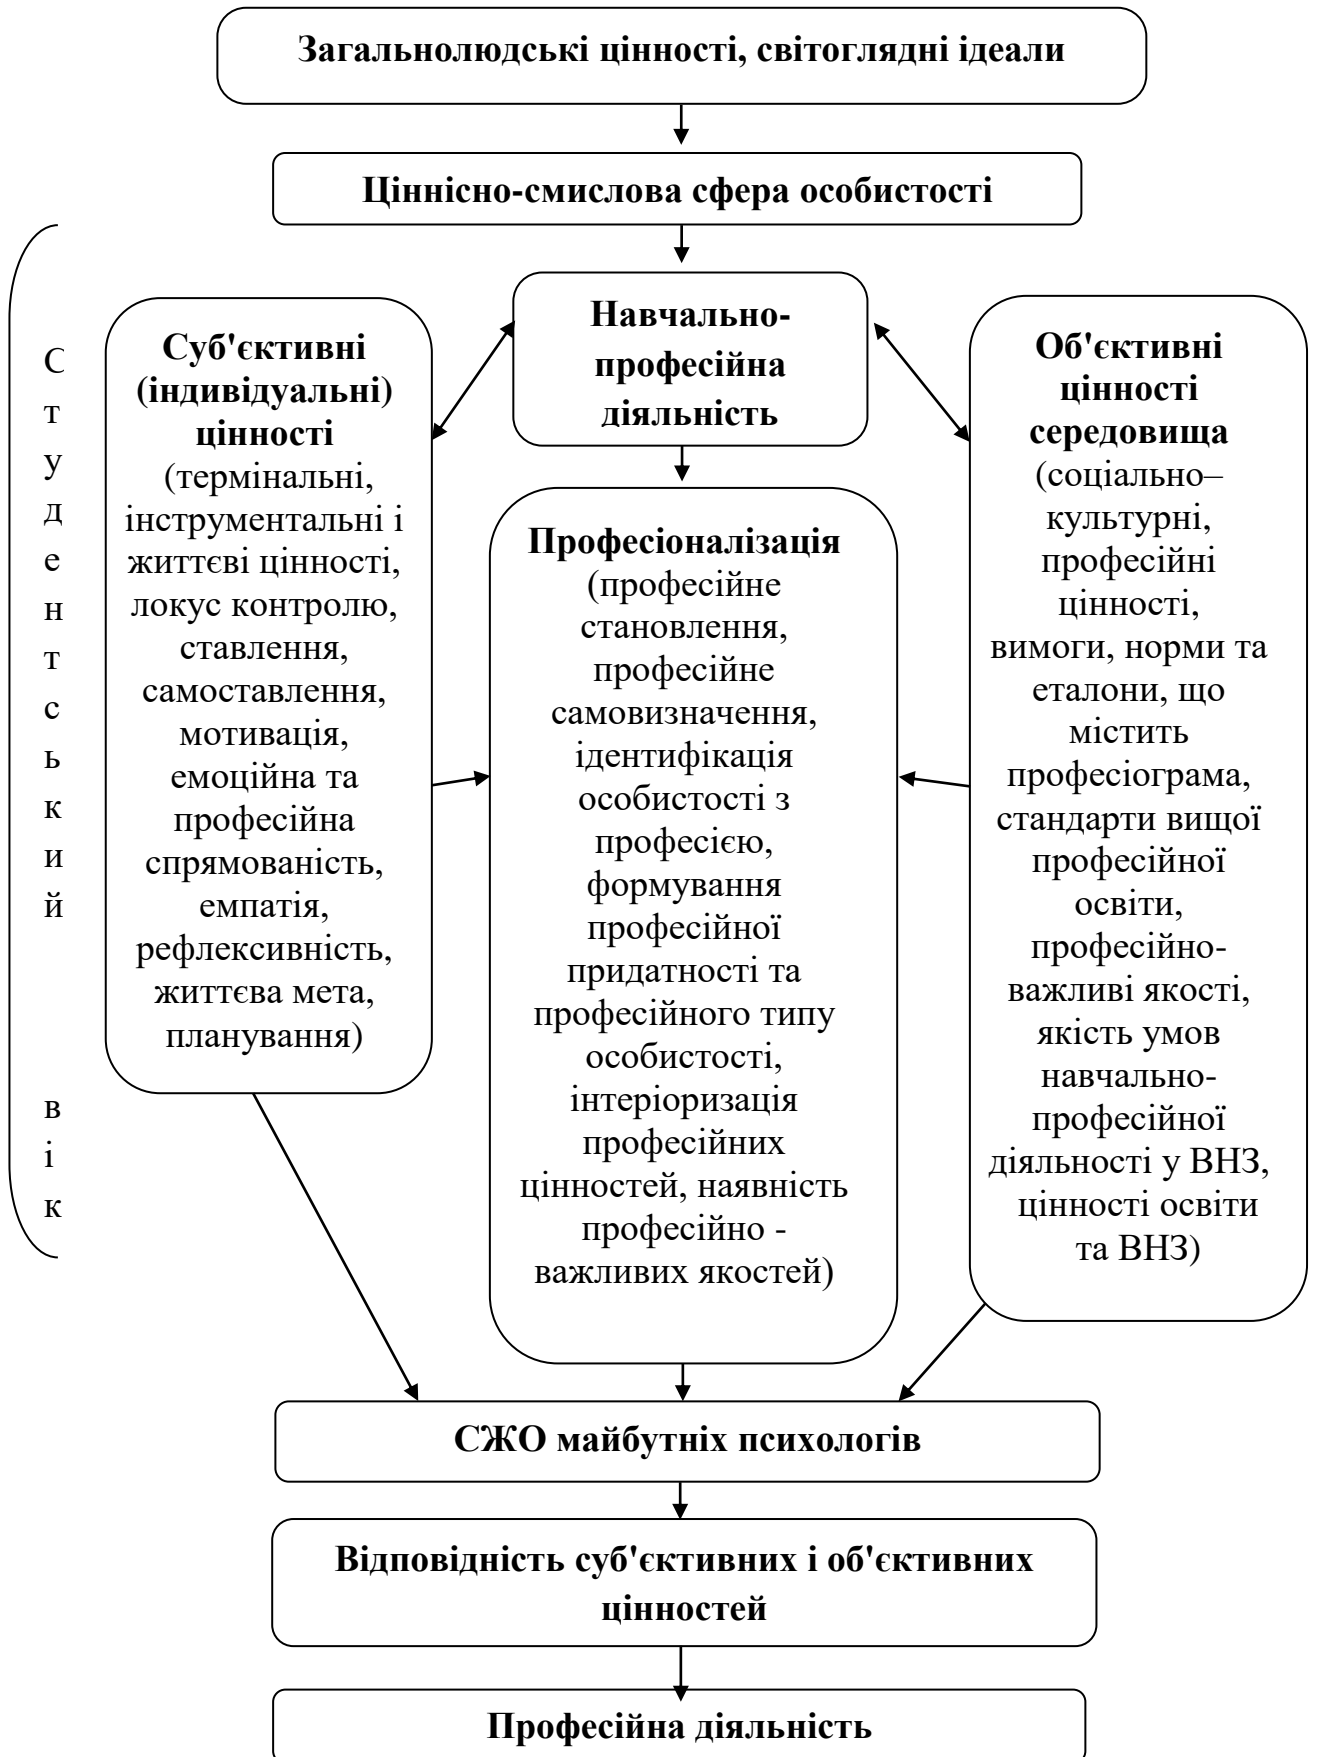 Загальнолюдські цінності, світоглядні ідеали
Ціннісно-смислова сфера особистості
Студентський вік
Навчально-
професійна
діяльність
Суб'єктивні
(індивідуальні)
цінності
(термінальні,
інструментальні і
життєві цінності,
локус контролю,
ставлення,
самоставлення,
мотивація,
емоційна та
професійна
спрямованість,
емпатія,
рефлексивність,
життєва мета,
планування)
Професіоналізація
(професійне
становлення,
професійне
самовизначення,
ідентифікація
особистості з
професією,
формування
професійної
придатності та
професійного типу
особистості,
інтеріоризація
професійних
цінностей, наявність
професійно -
важливих якостей)
Об'єктивні
цінності
середовища
(соціально–
культурні,
професійні
цінності,
вимоги, норми та
еталони, що
містить
професіограма,
стандарти вищої
професійної
освіти,
професійно-
важливі якості,
якість умов
навчально-
професійної
діяльності у ВНЗ,
цінності освіти
та ВНЗ)
СЖО майбутніх психологів
Відповідність суб'єктивних і об'єктивних
цінностей
Професійна діяльність